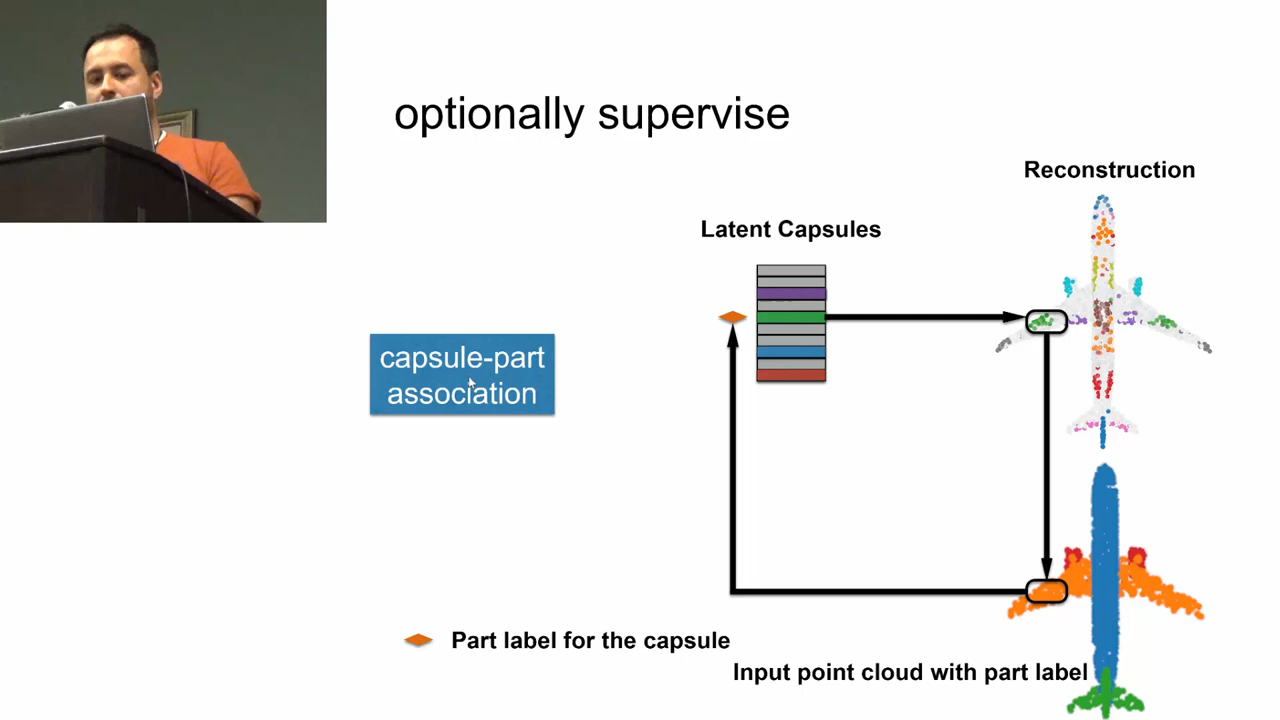 optionally supervise
Reconstruction
Latent Capsules
capsule-part
association
Part label for the capsule
Input point cloud with part label